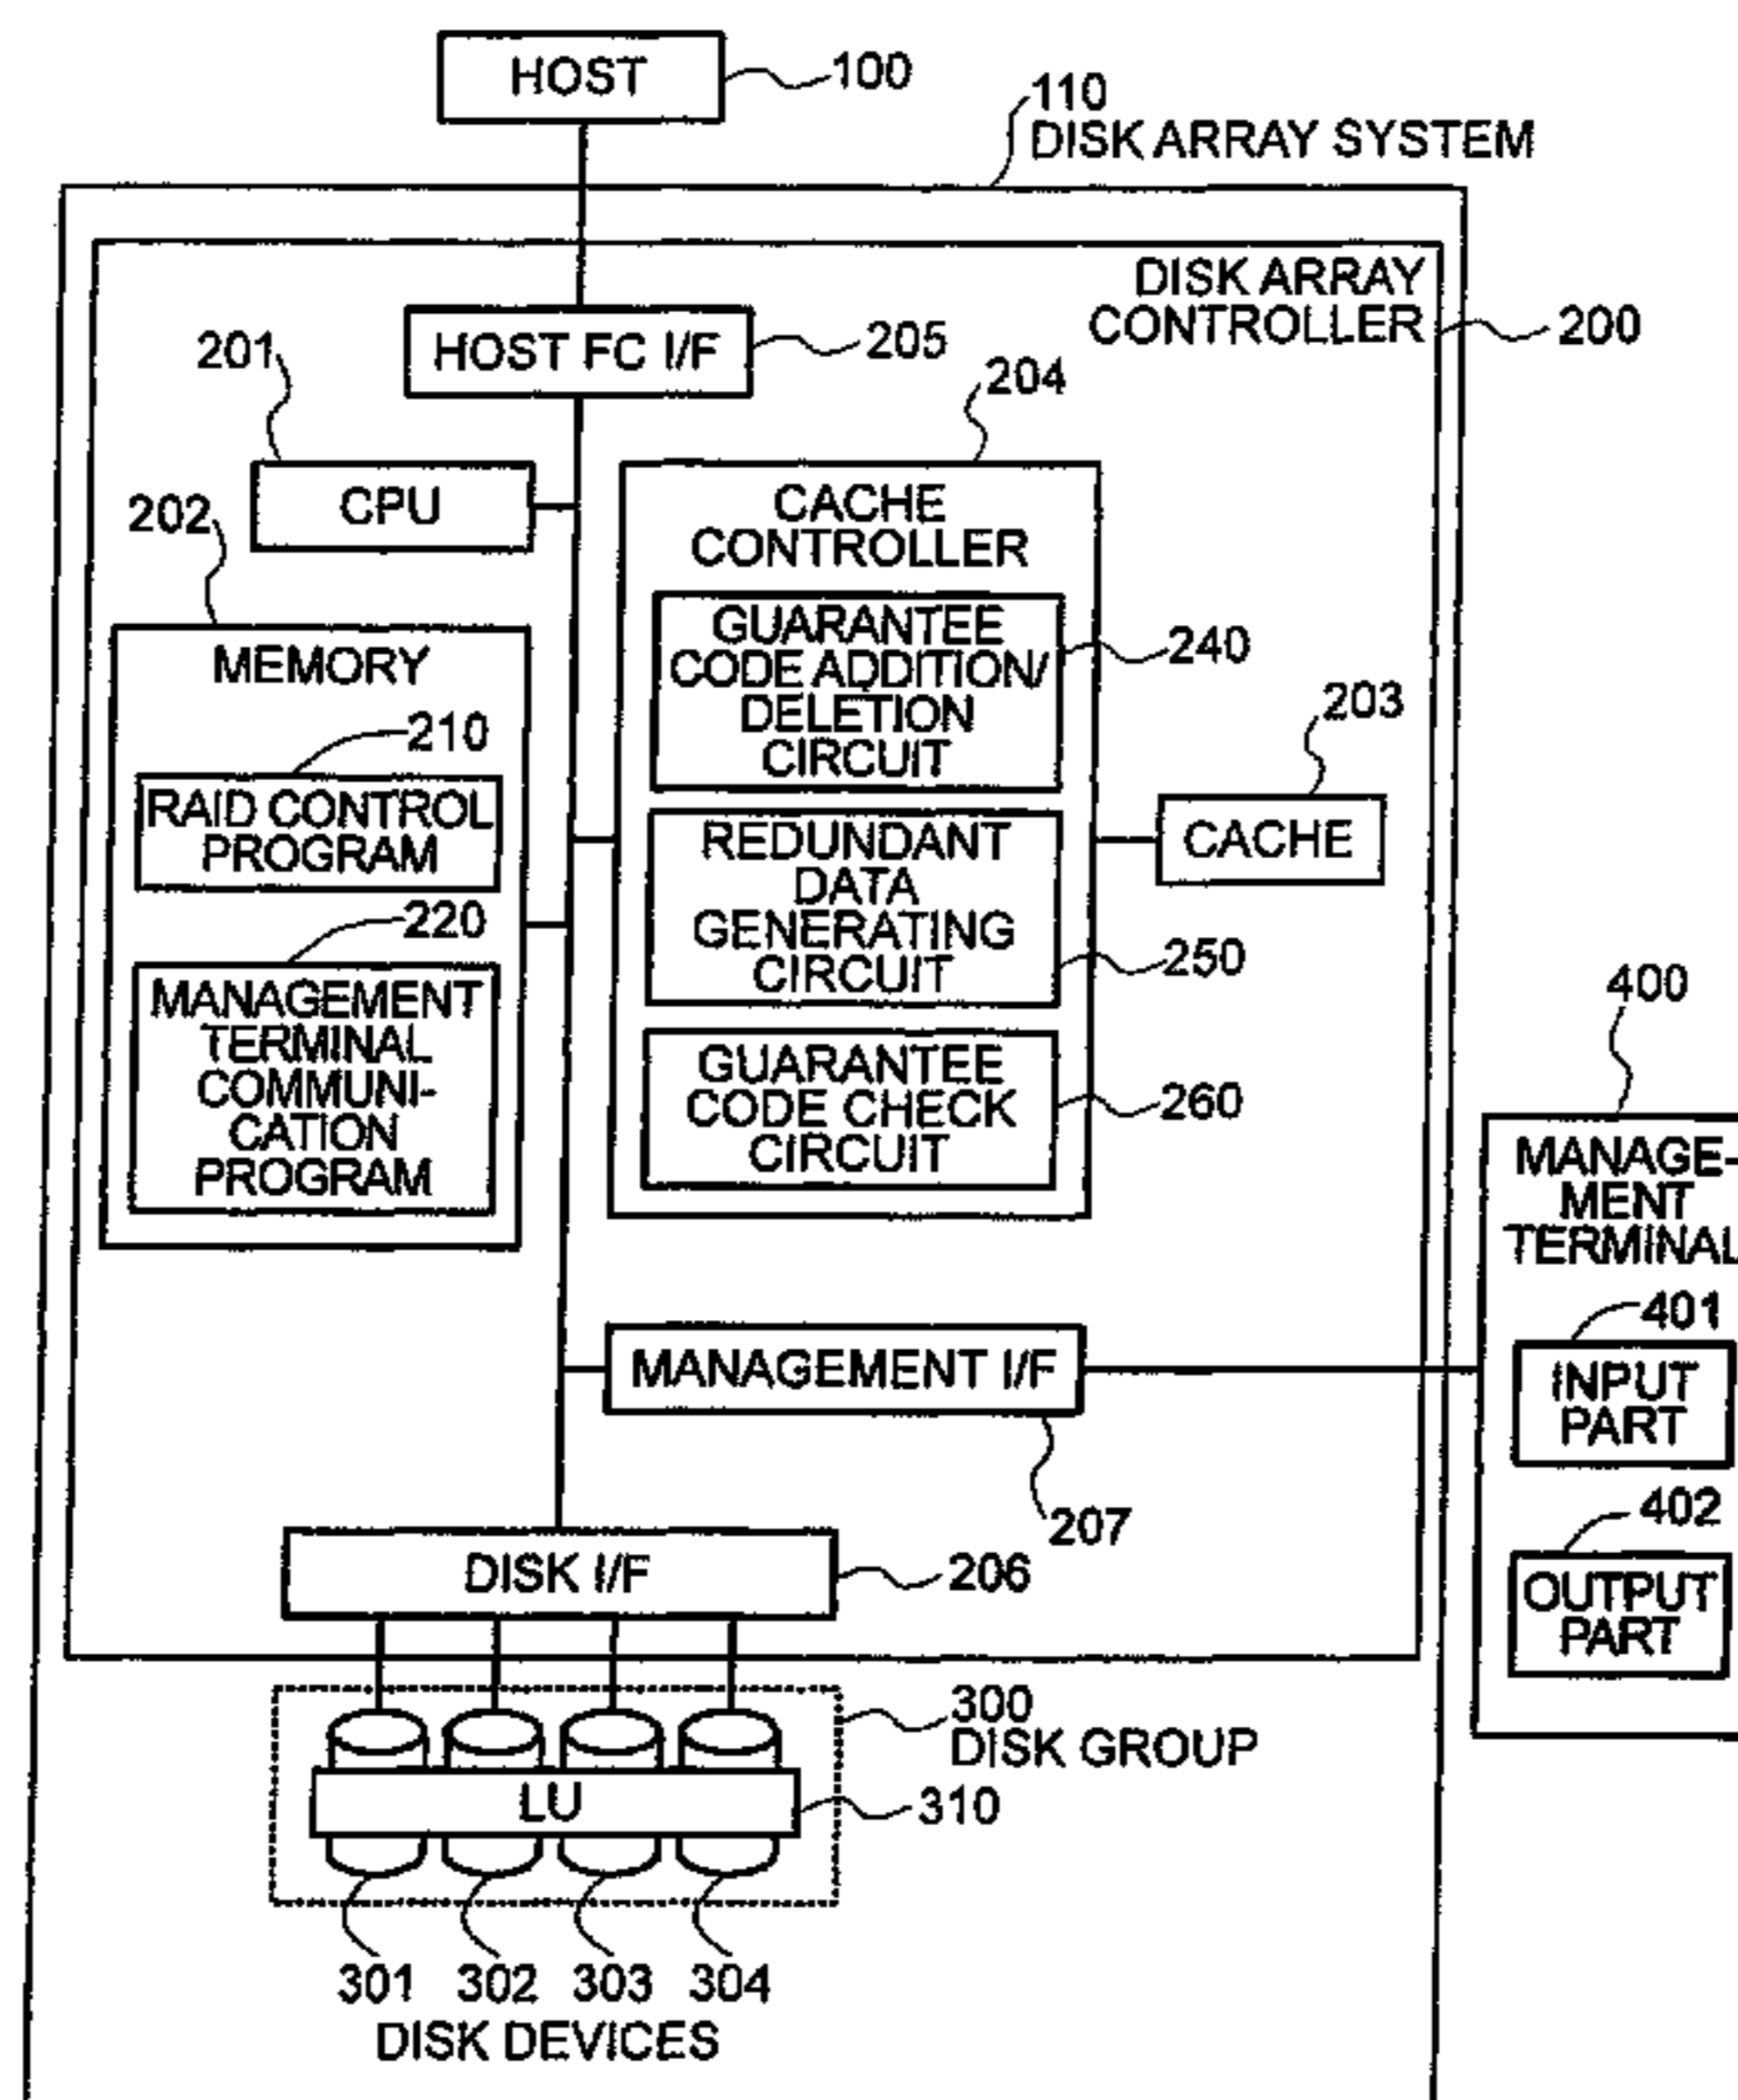 HOST
100
110
DISK ARRAY SYSTEM
DISK ARRAY
CONTROLLER
200
HOST FC I/F
205
201
CPU
204
CACHE
CONTROLLER
202
MEMORY
GUARANTEE
CODE ADDITION/
DELETION
CIRCUIT
240
210
RAID CONTROL
PROGRAM
203
CACHE
REDUNDANT
DATA
GENERATING
CIRCUIT
250
220
MANAGEMENT
TERMINAL
COMMUNI-
CATION
PROGRAM
GUARANTEE
CODE CHECK
CIRCUIT
260
400
MANAGE-
MENT
TERMINAL
401
INPUT
PART
402
OUTPUT
PART
MANAGEMENT I/F
207
DISK I/F
206
300
DISK GROUP
LU
310
301 302 303 304
DISK DEVICES